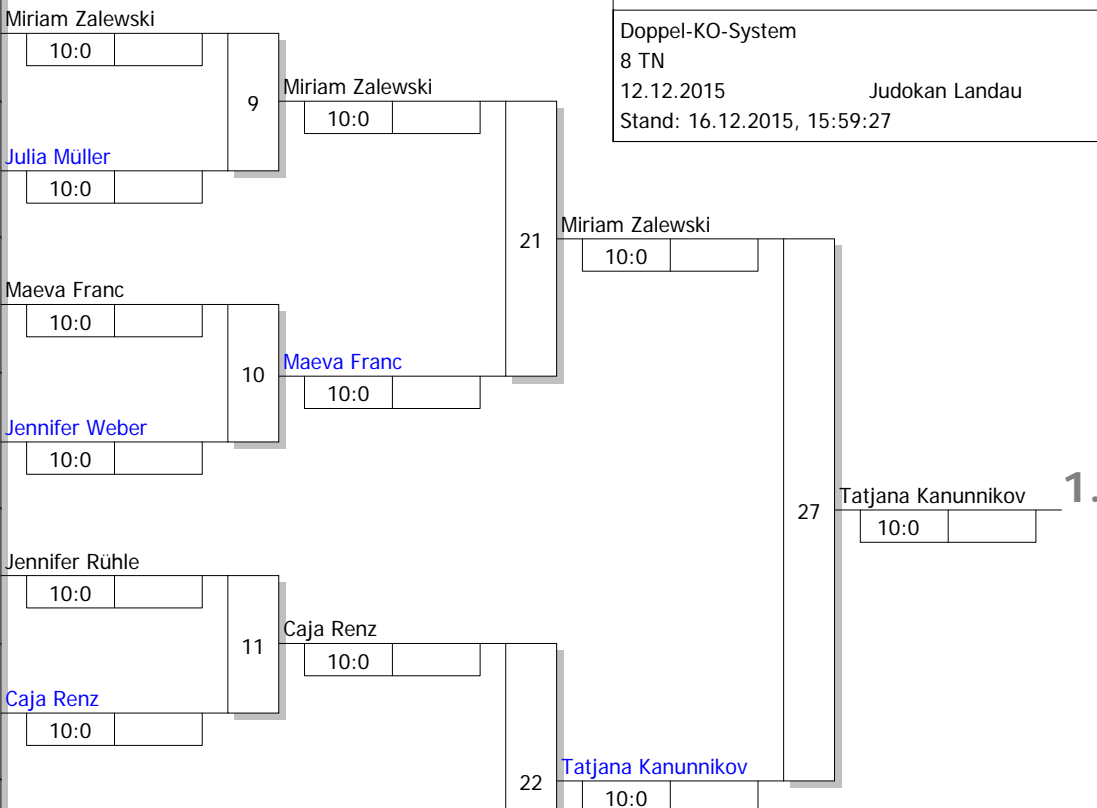 Miriam Zalewski
10:0
Doppel-KO-System
8 TN
12.12.2015 Judokan Landau
Stand: 16.12.2015, 15:59:27
9
Miriam Zalewski
10:0
Julia Müller
10:0
21
Miriam Zalewski
10:0
Maeva Franc
10:0
10
Maeva Franc
10:0
Jennifer Weber
10:0
27
Tatjana Kanunnikov 1.
10:0
Jennifer Rühle
10:0
11
Caja Renz
10:0
Caja Renz
10:0
22
Tatjana Kanunnikov
10:0